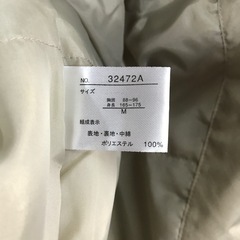 NO. 32472A
サイズ
胸囲 88-96
身長 165-175
M
組成表示
表地・裏地・中綿
ポリエステル 100%